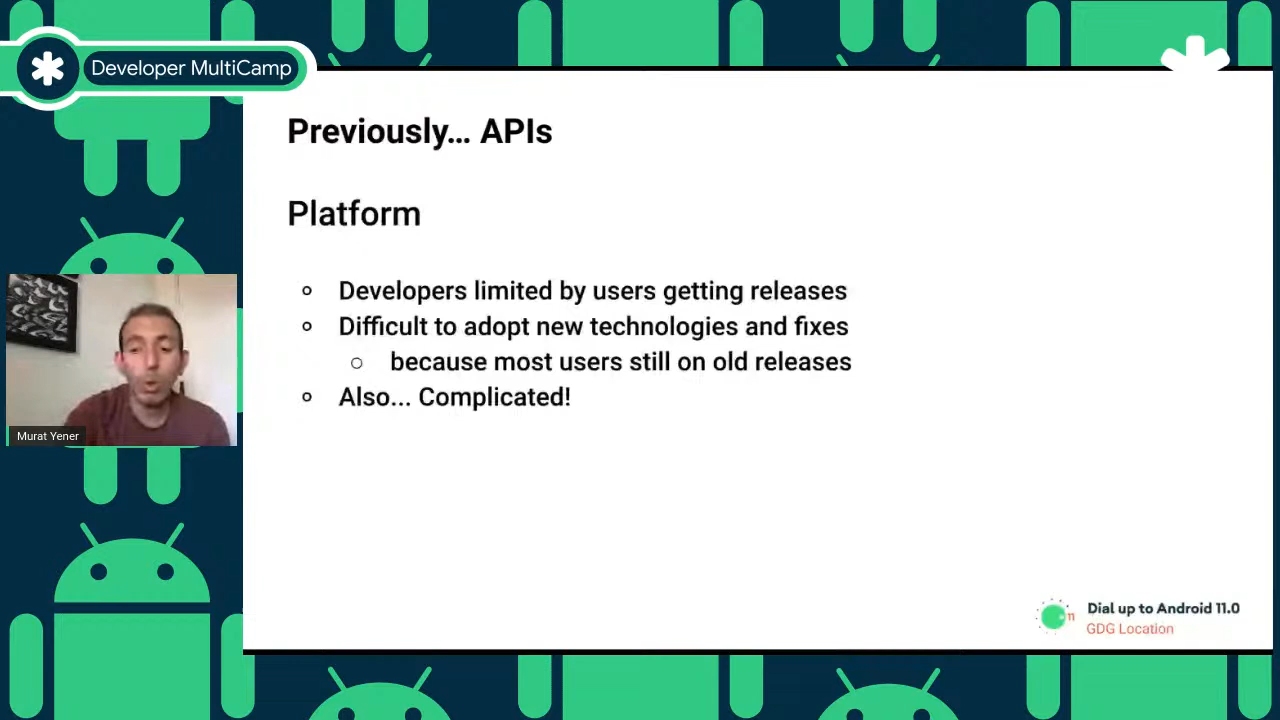 Developer MultiCamp
Previously... APIs
Platform
Developers limited by users getting releases
Difficult to adopt new technologies and fixes
because most users still on old releases
Also... Complicated!
Murat Yener
11
Dial up to Android 11.0
GDG Location